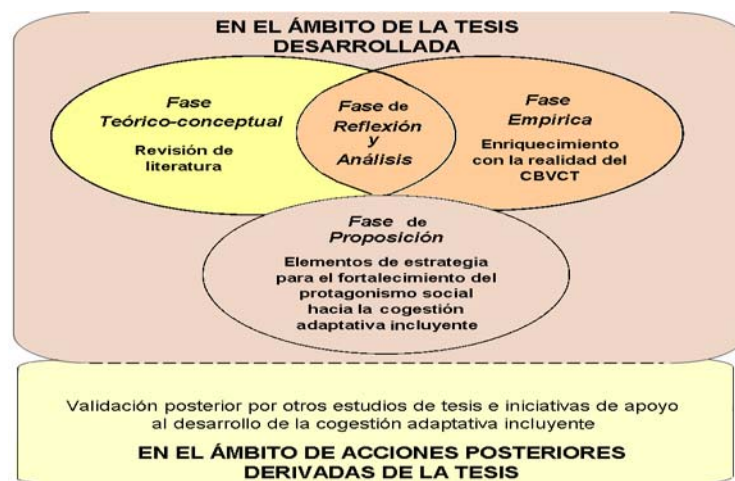 EN EL ÁMBITO DE LA TESIS
DESARROLLADA
Fase
Teórico-conceptual
Revisión de
literatura
Fase de
Reflexión
y
Análisis
Fase
Empírica
Enriquecimiento
con la realidad del
CBVCT
Fase de
Proposición
Elementos de estrategia
para el fortalecimiento del
protagonismo social
hacia la cogestión
adaptativa incluyente
Validación posterior por otros estudios de tesis e iniciativas de apoyo
al desarrollo de la cogestión adaptativa incluyente
EN EL ÁMBITO DE ACCIONES POSTERIORES
DERIVADAS DE LA TESIS